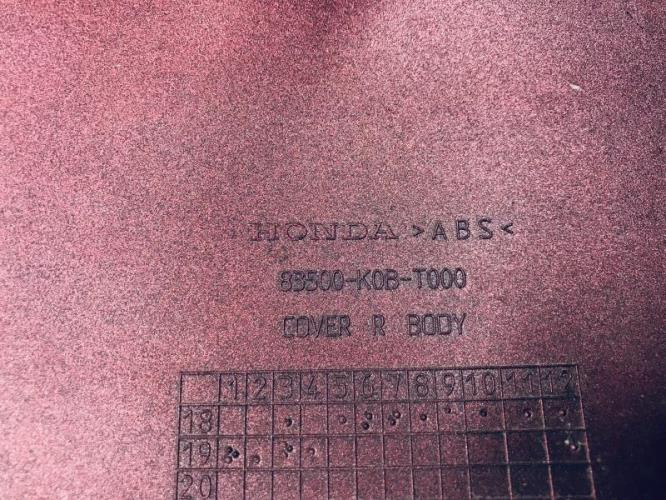 HONDA >ABS<
83500-K0B-T000
COVER R BODY
1 2 3 4 5 6 7 8 9 10 11 12
18
19
20